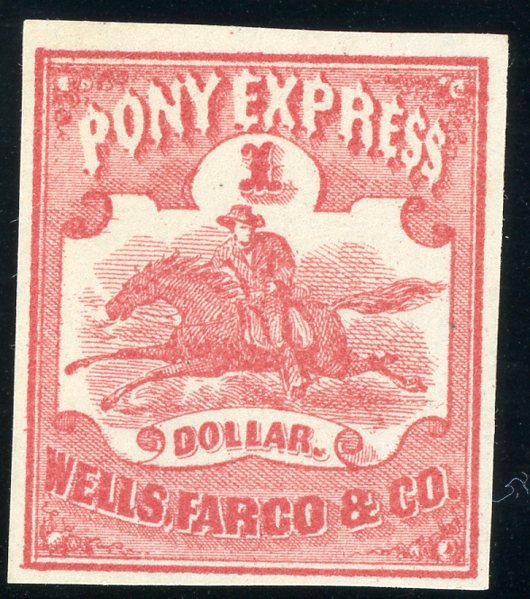 PONY EXPRESS
1
DOLLAR.
WELLS, FARGO & CO.